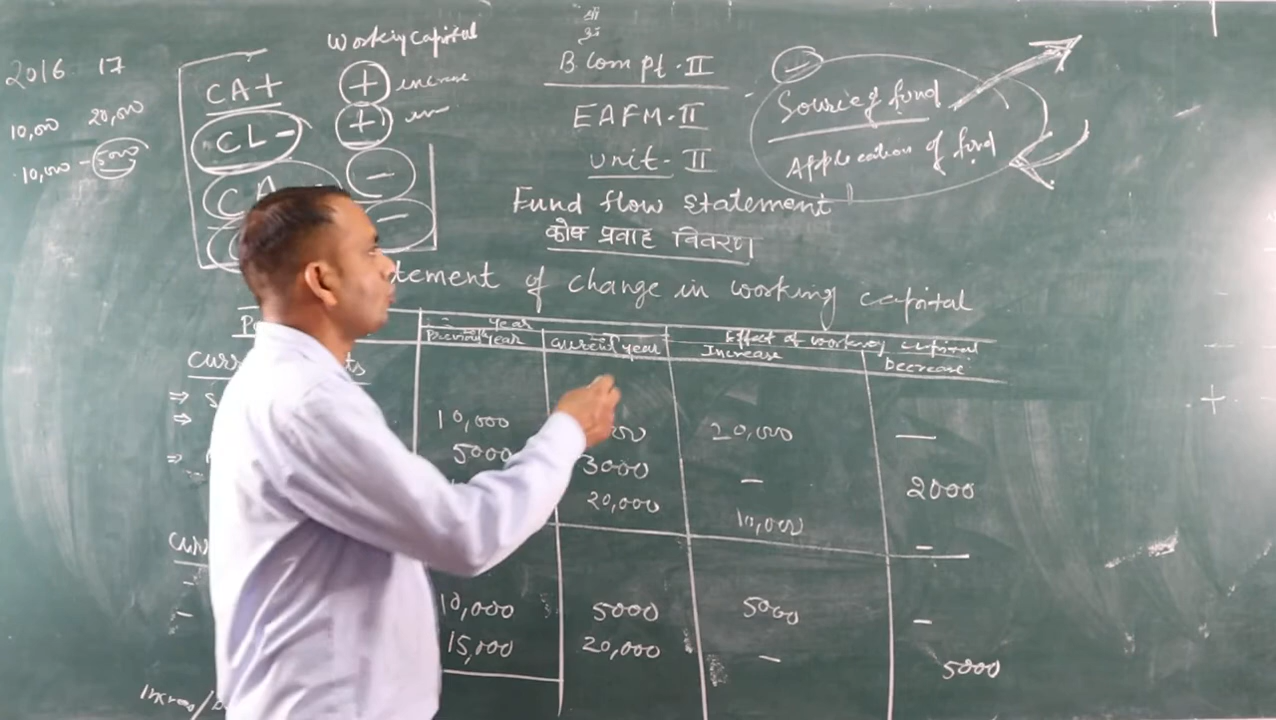 श्री
2016 17
10,000 20,000
10,000 - 5000
Working Capital
CA+ + increase
CL- +
CA -
-
B Com pt. II
EAFM-II
unit-II
Fund flow statement
कोष प्रवाह विवरण
Source of fund
Application of fund
tement of change in working capital
year
Previous Year Current year
Effect of working capital
Increase Decrease
10,000 20,000 —
5000 3000 — 2000
20,000 10,000 —
10,000 5000 5000 —
15,000 20,000 — 5000
+